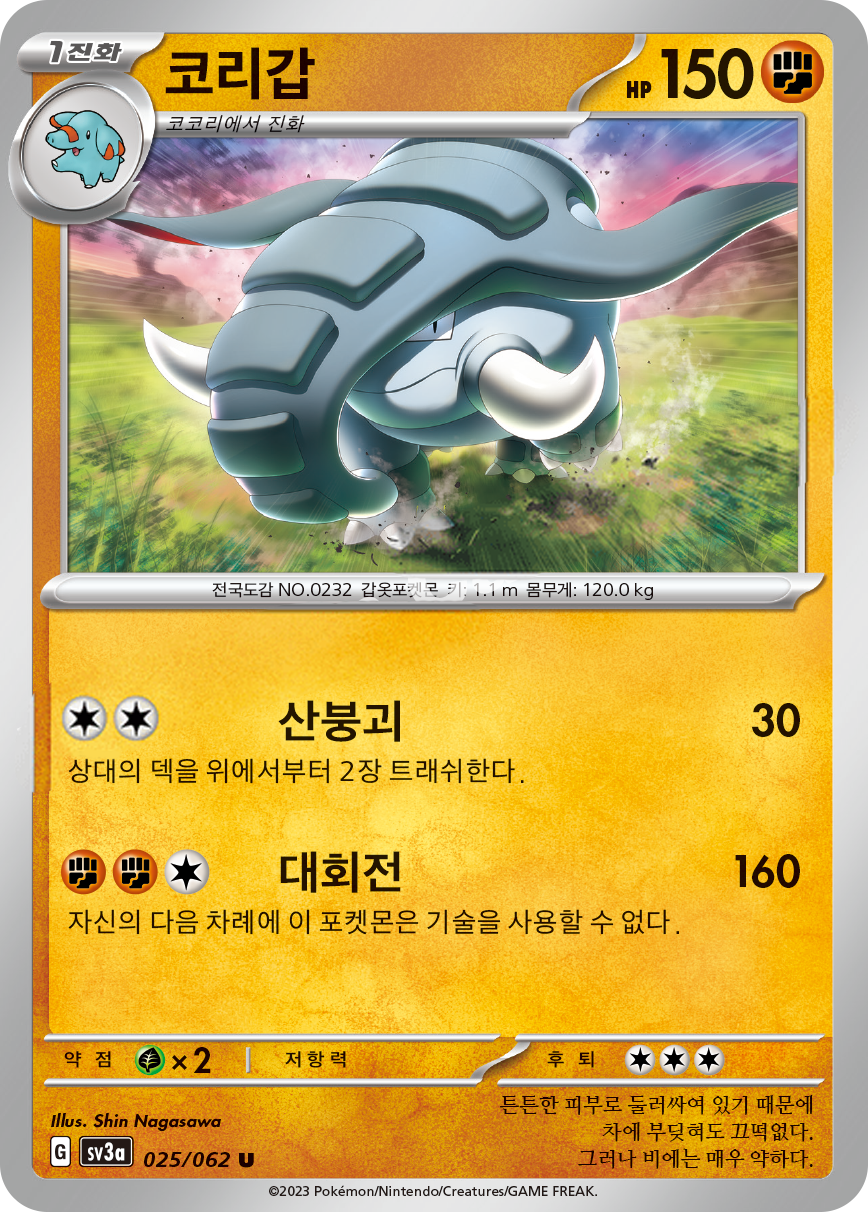 1진화
코리갑
HP 150
코코리에서 진화
전국도감 NO.0232 갑옷포켓몬 키: 1.1 m 몸무게: 120.0 kg
산붕괴 30
상대의 덱을 위에서부터 2장 트래쉬한다.
대회전 160
자신의 다음 차례에 이 포켓몬은 기술을 사용할 수 없다.
약 점 ×2 저항력 후 퇴
튼튼한 피부로 둘러싸여 있기 때문에
차에 부딪혀도 끄떡없다.
그러나 비에는 매우 약하다.
Illus. Shin Nagasawa
G sv3a 025/062 U
©2023 Pokémon/Nintendo/Creatures/GAME FREAK.